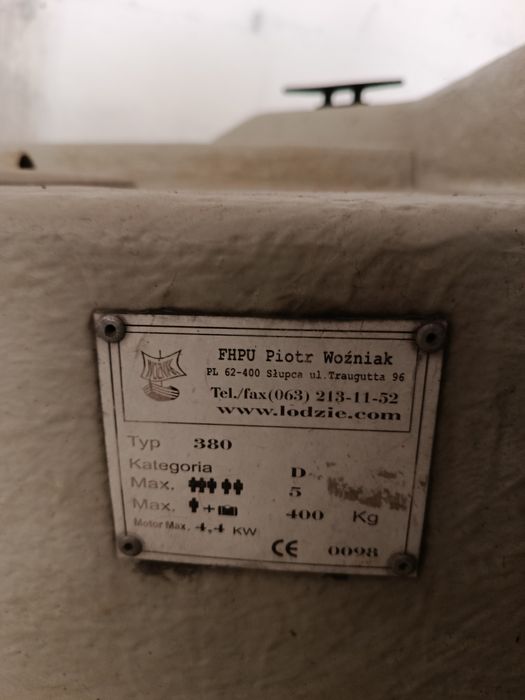 WOŹNIAK
FHPU Piotr Woźniak
PL 62-400 Słupca ul.Traugutta 96
Tel./fax(063) 213-11-52
www.lodzie.com
Typ 380
Kategoria D
Max. 5
Max. + 400 Kg
Motor Max. 4,4 KW
CE 0098